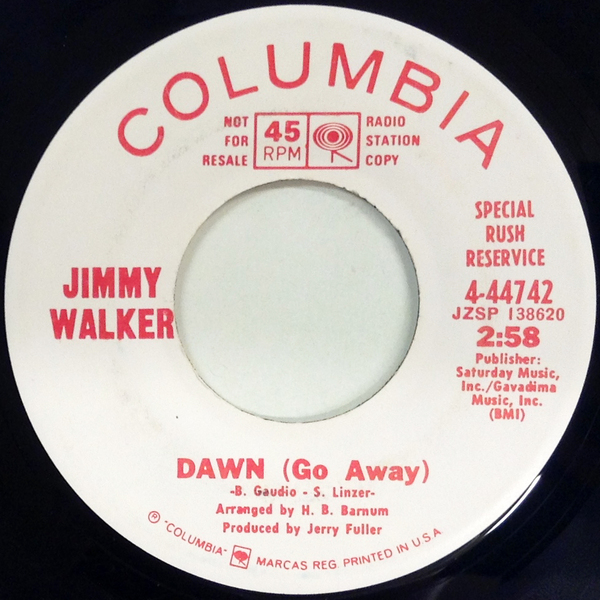 COLUMBIA
NOT
FOR
RESALE
45
RPM
RADIO
STATION
COPY
SPECIAL
RUSH
RESERVICE
JIMMY
WALKER
4-44742
JZSP 138620
2:58
Publisher:
Saturday Music,
Inc./Gavadima
Music, Inc.
(BMI)
DAWN (Go Away)
-B. Gaudio - S. Linzer-
Arranged by H. B. Barnum
Produced by Jerry Fuller
℗ "COLUMBIA" MARCAS REG. PRINTED IN U.S.A.